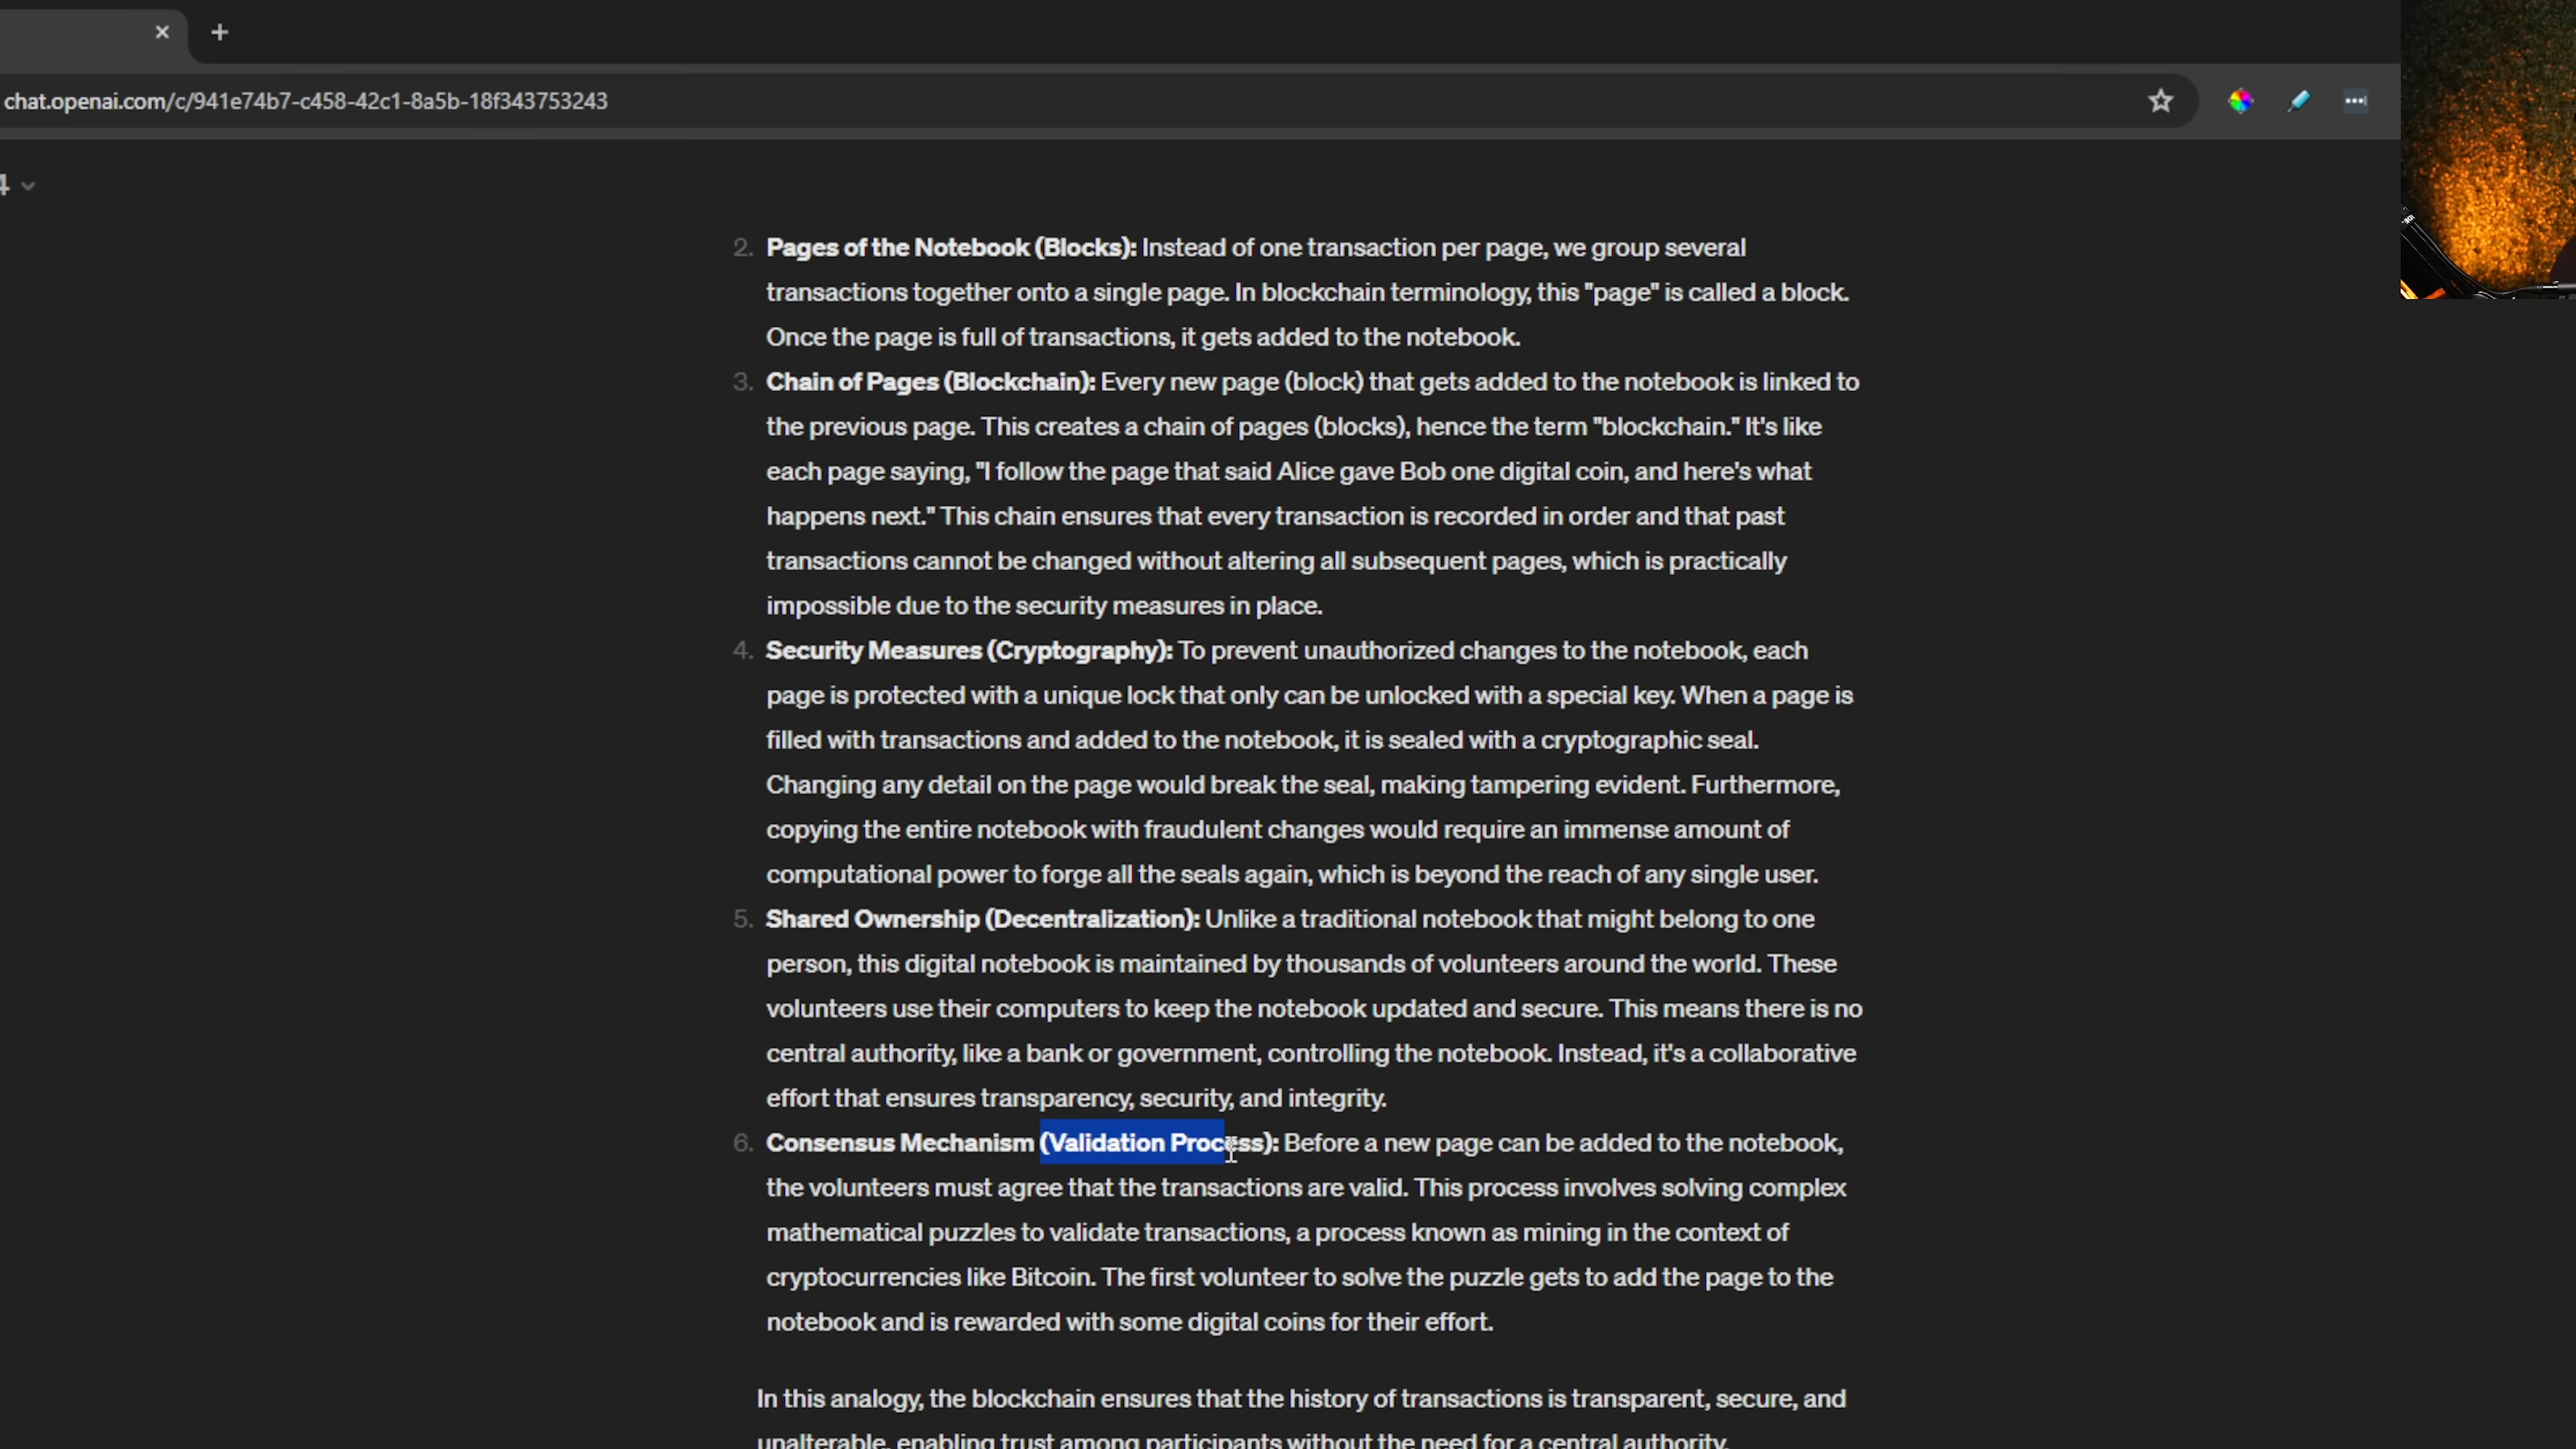 chat.openai.com/c/941e74b7-c458-42c1-8a5b-18f343753243
4
2. Pages of the Notebook (Blocks): Instead of one transaction per page, we group several
transactions together onto a single page. In blockchain terminology, this "page" is called a block.
Once the page is full of transactions, it gets added to the notebook.
3. Chain of Pages (Blockchain): Every new page (block) that gets added to the notebook is linked to
the previous page. This creates a chain of pages (blocks), hence the term "blockchain." It's like
each page saying, "I follow the page that said Alice gave Bob one digital coin, and here's what
happens next." This chain ensures that every transaction is recorded in order and that past
transactions cannot be changed without altering all subsequent pages, which is practically
impossible due to the security measures in place.
4. Security Measures (Cryptography): To prevent unauthorized changes to the notebook, each
page is protected with a unique lock that only can be unlocked with a special key. When a page is
filled with transactions and added to the notebook, it is sealed with a cryptographic seal.
Changing any detail on the page would break the seal, making tampering evident. Furthermore,
copying the entire notebook with fraudulent changes would require an immense amount of
computational power to forge all the seals again, which is beyond the reach of any single user.
5. Shared Ownership (Decentralization): Unlike a traditional notebook that might belong to one
person, this digital notebook is maintained by thousands of volunteers around the world. These
volunteers use their computers to keep the notebook updated and secure. This means there is no
central authority, like a bank or government, controlling the notebook. Instead, it's a collaborative
effort that ensures transparency, security, and integrity.
6. Consensus Mechanism (Validation Process): Before a new page can be added to the notebook,
the volunteers must agree that the transactions are valid. This process involves solving complex
mathematical puzzles to validate transactions, a process known as mining in the context of
cryptocurrencies like Bitcoin. The first volunteer to solve the puzzle gets to add the page to the
notebook and is rewarded with some digital coins for their effort.
In this analogy, the blockchain ensures that the history of transactions is transparent, secure, and
unalterable, enabling trust among participants without the need for a central authority.